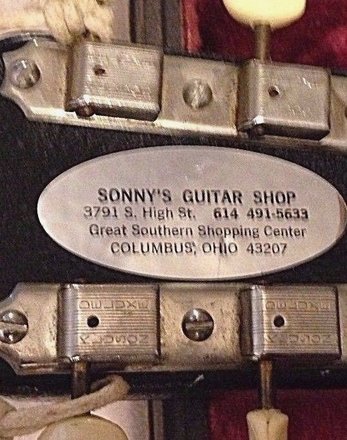 SONNY'S GUITAR SHOP
3791 S. High St. 614 491-5633
Great Southern Shopping Center
COLUMBUS, OHIO 43207